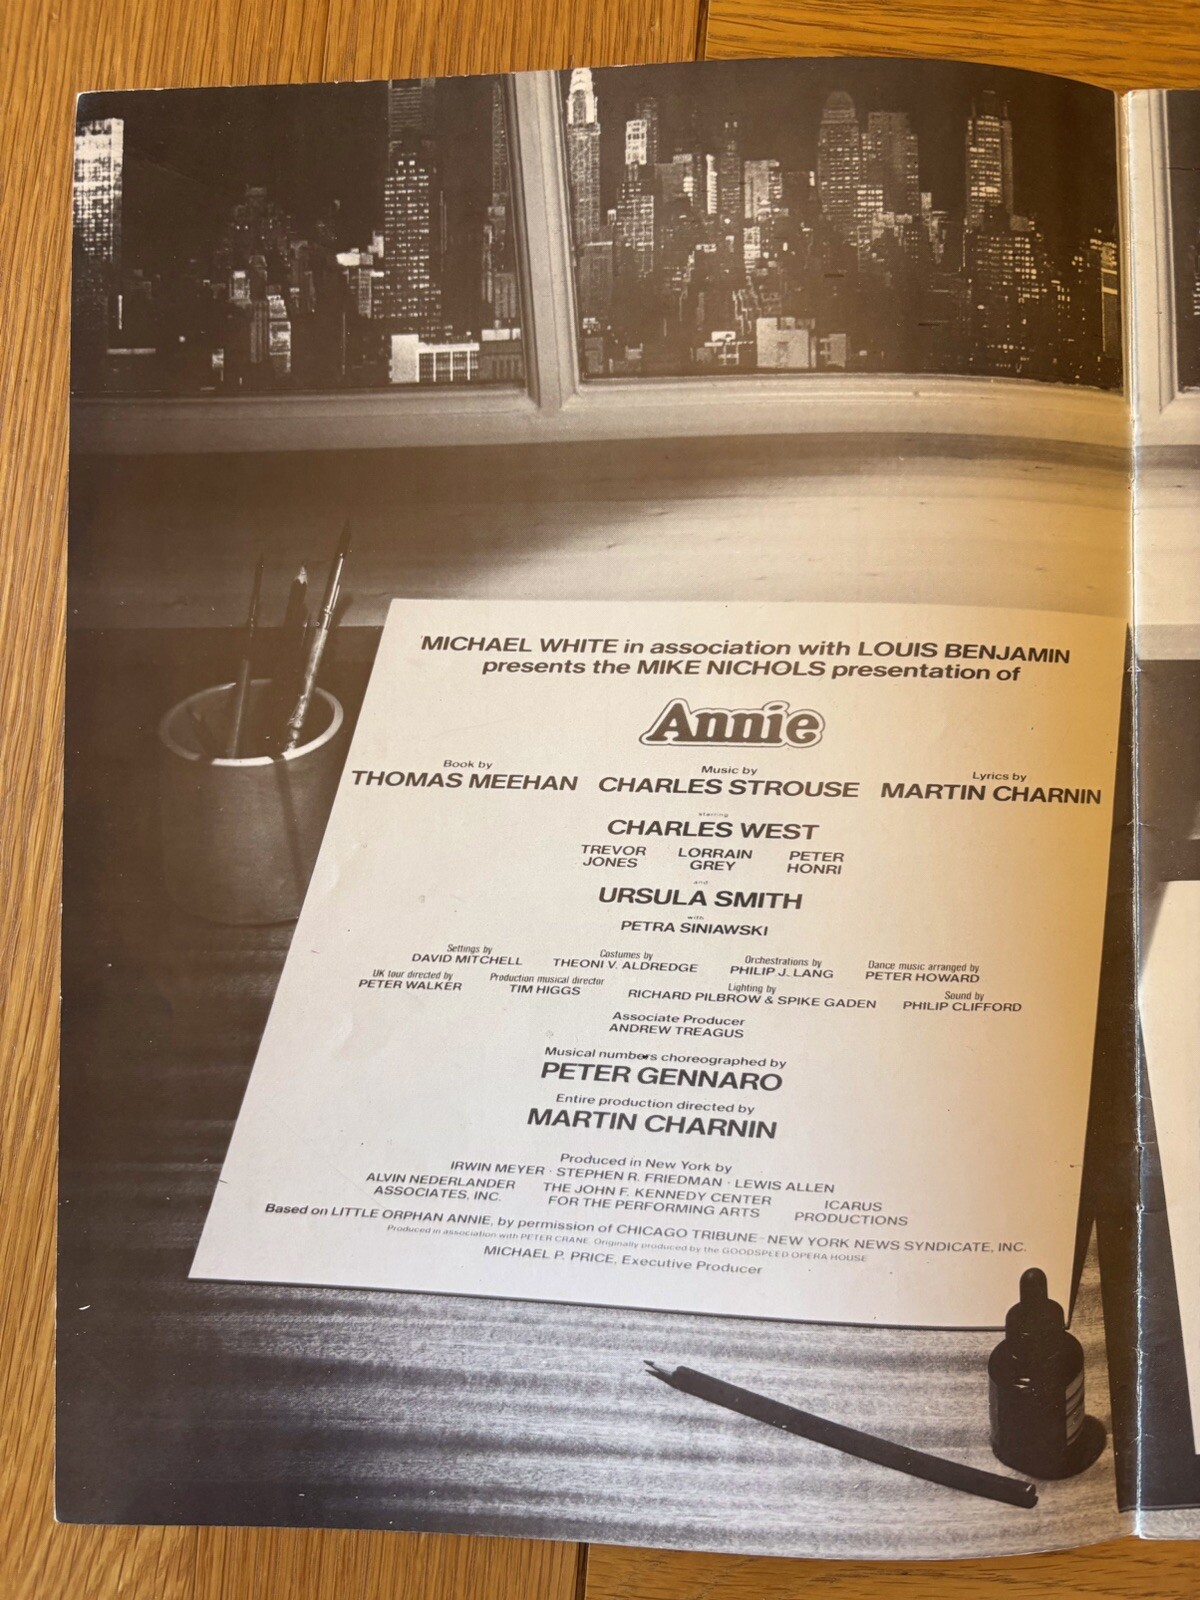 MICHAEL WHITE in association with LOUIS BENJAMIN
presents the MIKE NICHOLS presentation of
Annie
Book by
THOMAS MEEHAN
Music by
CHARLES STROUSE
Lyrics by
MARTIN CHARNIN
starring
CHARLES WEST
TREVOR JONES
LORRAIN GREY
PETER HONRI
and
URSULA SMITH
with
PETRA SINIAWSKI
Settings by
DAVID MITCHELL
Costumes by
THEONI V. ALDREDGE
Orchestrations by
PHILIP J. LANG
Dance music arranged by
PETER HOWARD
UK tour directed by
PETER WALKER
Production musical director
TIM HIGGS
Lighting by
RICHARD PILBROW & SPIKE GADEN
Sound by
PHILIP CLIFFORD
Associate Producer
ANDREW TREAGUS
Musical numbers choreographed by
PETER GENNARO
Entire production directed by
MARTIN CHARNIN
Produced in New York by
IRWIN MEYER · STEPHEN R. FRIEDMAN · LEWIS ALLEN
ALVIN NEDERLANDER
ASSOCIATES, INC.
THE JOHN F. KENNEDY CENTER
FOR THE PERFORMING ARTS
ICARUS
PRODUCTIONS
Based on LITTLE ORPHAN ANNIE, by permission of CHICAGO TRIBUNE - NEW YORK NEWS SYNDICATE, INC.
Produced in association with PETER CRANE. Originally produced by the GOODSPEED OPERA HOUSE
MICHAEL P. PRICE, Executive Producer